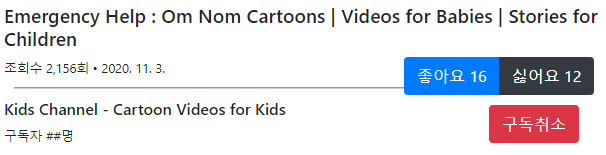 Emergency Help : Om Nom Cartoons | Videos for Babies | Stories for
Children
조회수 2,156회 • 2020. 11. 3.
좋아요 16 싫어요 12
Kids Channel - Cartoon Videos for Kids
구독자 ##명
구독취소